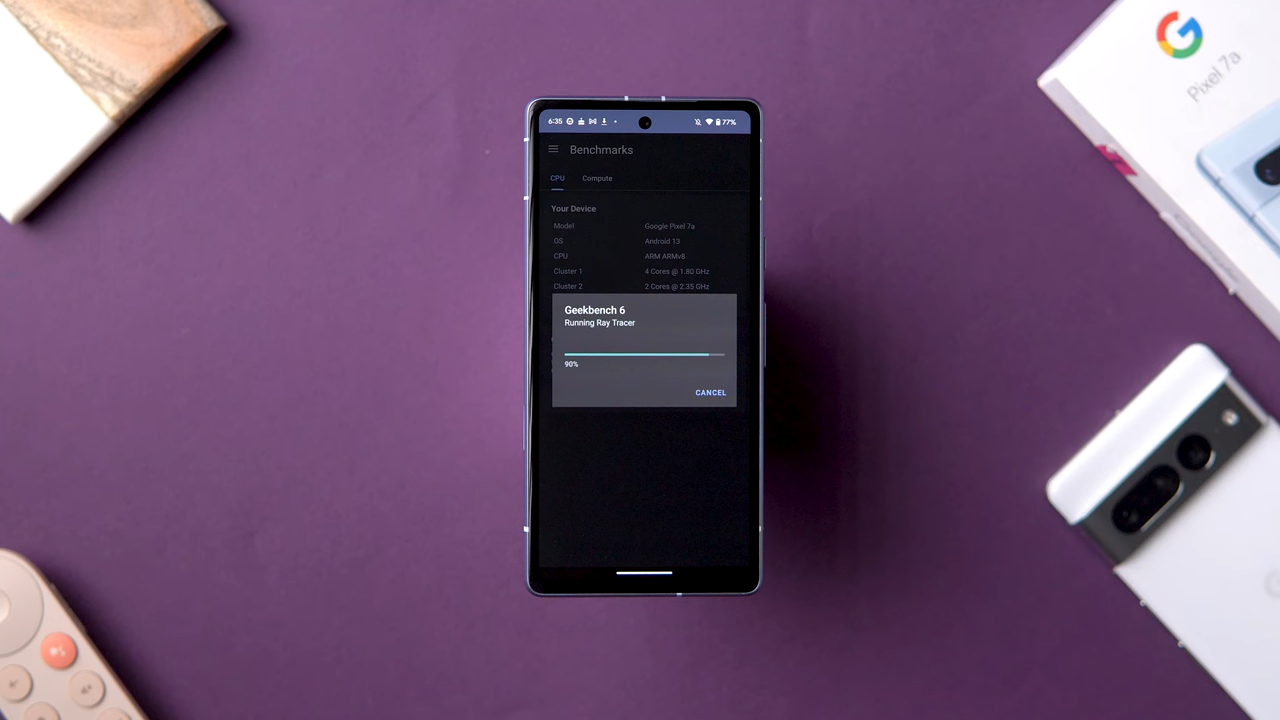 6:35
77%
Benchmarks
CPU Compute
Your Device
Model Google Pixel 7a
OS Android 13
CPU ARM ARMv8
Cluster 1 4 Cores @ 1.80 GHz
Cluster 2 2 Cores @ 2.35 GHz
Geekbench 6
Running Ray Tracer
90%
CANCEL
G
Pixel 7a